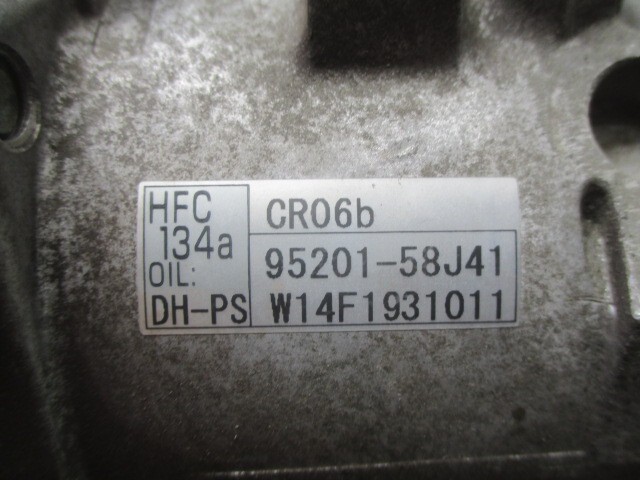 HFC
134a
OIL:
DH-PS
CR06b
95201-58J41
W14F1931011